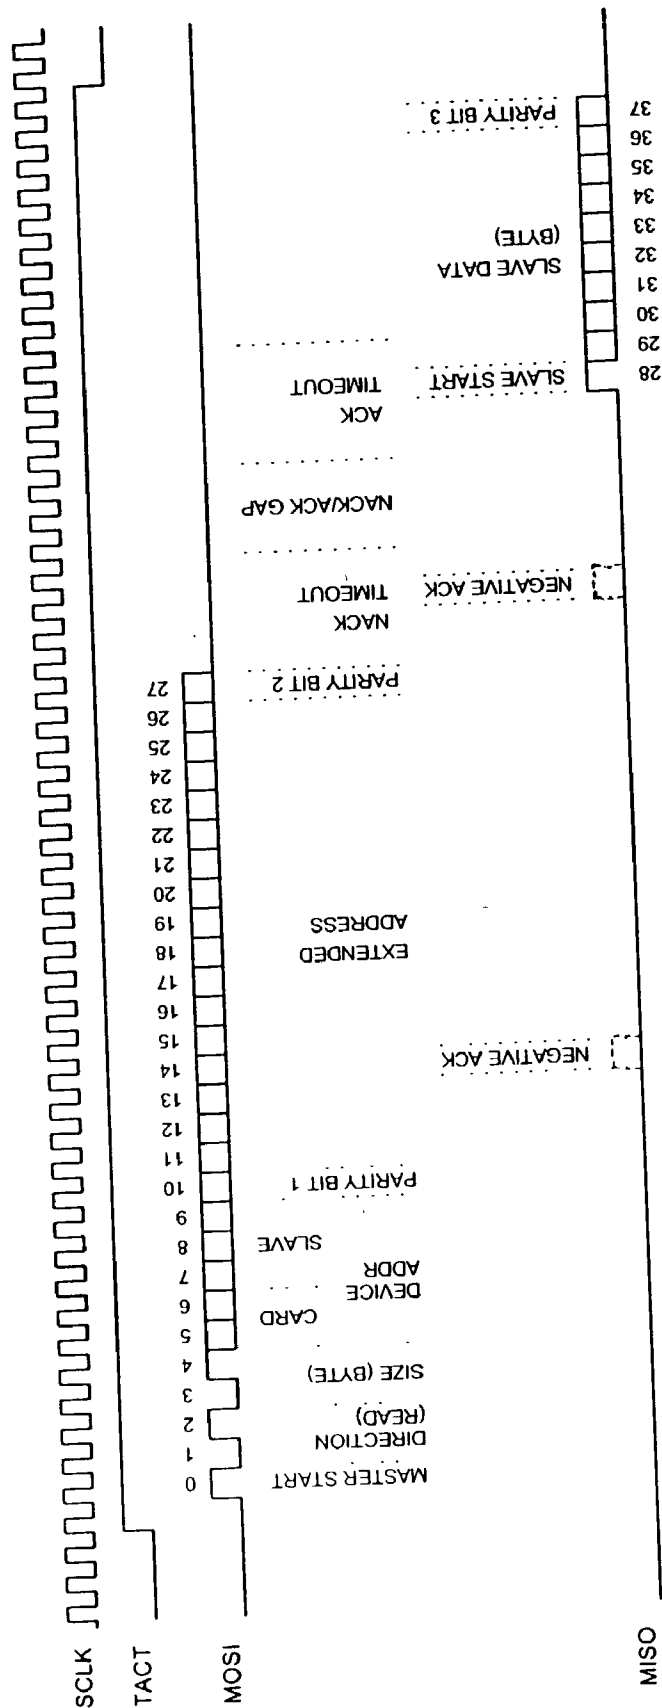 SCLK
TACT
MOSI
0 1 2 3 4 5 6 7 8 9 10 11 12 13 14 15 16 17 18 19 20 21 22 23 24 25 26 27
MASTER START
DIRECTION
(READ)
SIZE (BYTE)
CARD
SLAVE
DEVICE
ADDR
PARITY BIT 1
EXTENDED
ADDRESS
PARITY BIT 2
NACK
TIMEOUT
NACK/ACK GAP
ACK
TIMEOUT
NEGATIVE ACK
NEGATIVE ACK
SLAVE START
SLAVE DATA
(BYTE)
PARITY BIT 3
MISO
28 29 30 31 32 33 34 35 36 37